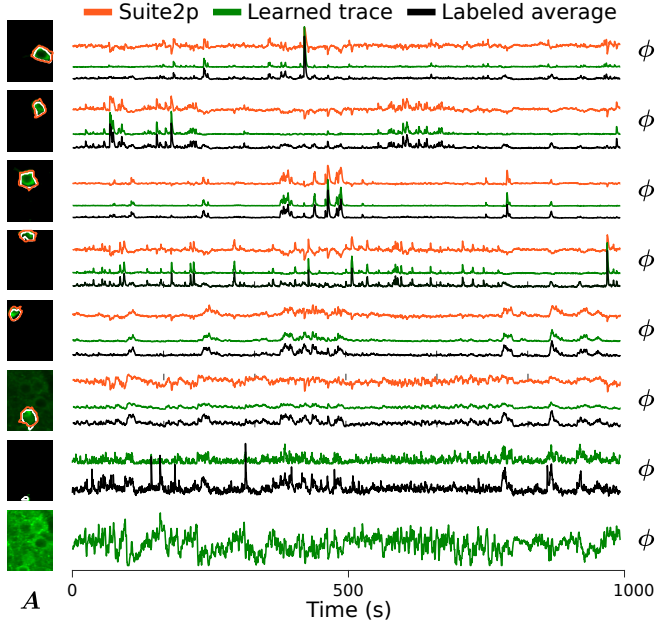 Suite2p Learned trace Labeled average
ϕ
ϕ
ϕ
ϕ
ϕ
ϕ
ϕ
ϕ
0 500 1000
A
Time (s)